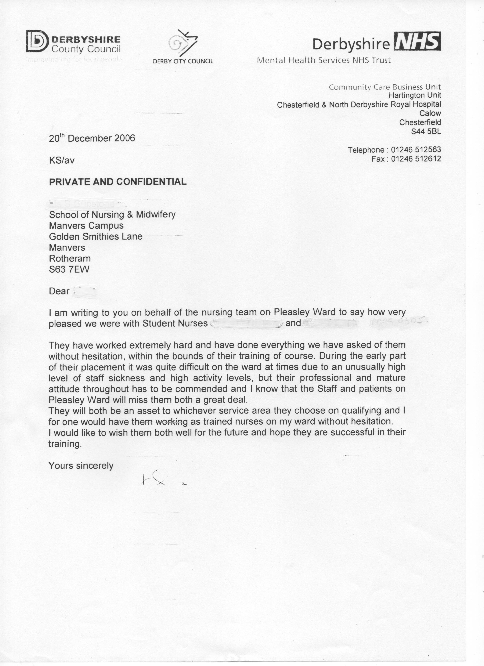 DERBYSHIRE
County Council
DERBY CITY COUNCIL
Derbyshire NHS
Mental Health Services NHS Trust
Community Care Business Unit
Hartington Unit
Chesterfield & North Derbyshire Royal Hospital
Calow
Chesterfield
S44 5BL
20th December 2006
Telephone : 01246 512563
Fax : 01246 512612
KS/av
PRIVATE AND CONFIDENTIAL
School of Nursing & Midwifery
Manvers Campus
Golden Smithies Lane
Manvers
Rotheram
S63 7EW
Dear
I am writing to you on behalf of the nursing team on Pleasley Ward to say how very
pleased we were with Student Nurses and
They have worked extremely hard and have done everything we have asked of them
without hesitation, within the bounds of their training of course. During the early part
of their placement it was quite difficult on the ward at times due to an unusually high
level of staff sickness and high activity levels, but their professional and mature
attitude throughout has to be commended and I know that the Staff and patients on
Pleasley Ward will miss them both a great deal.
They will both be an asset to whichever service area they choose on qualifying and I
for one would have them working as trained nurses on my ward without hesitation.
I would like to wish them both well for the future and hope they are successful in their
training.
Yours sincerely